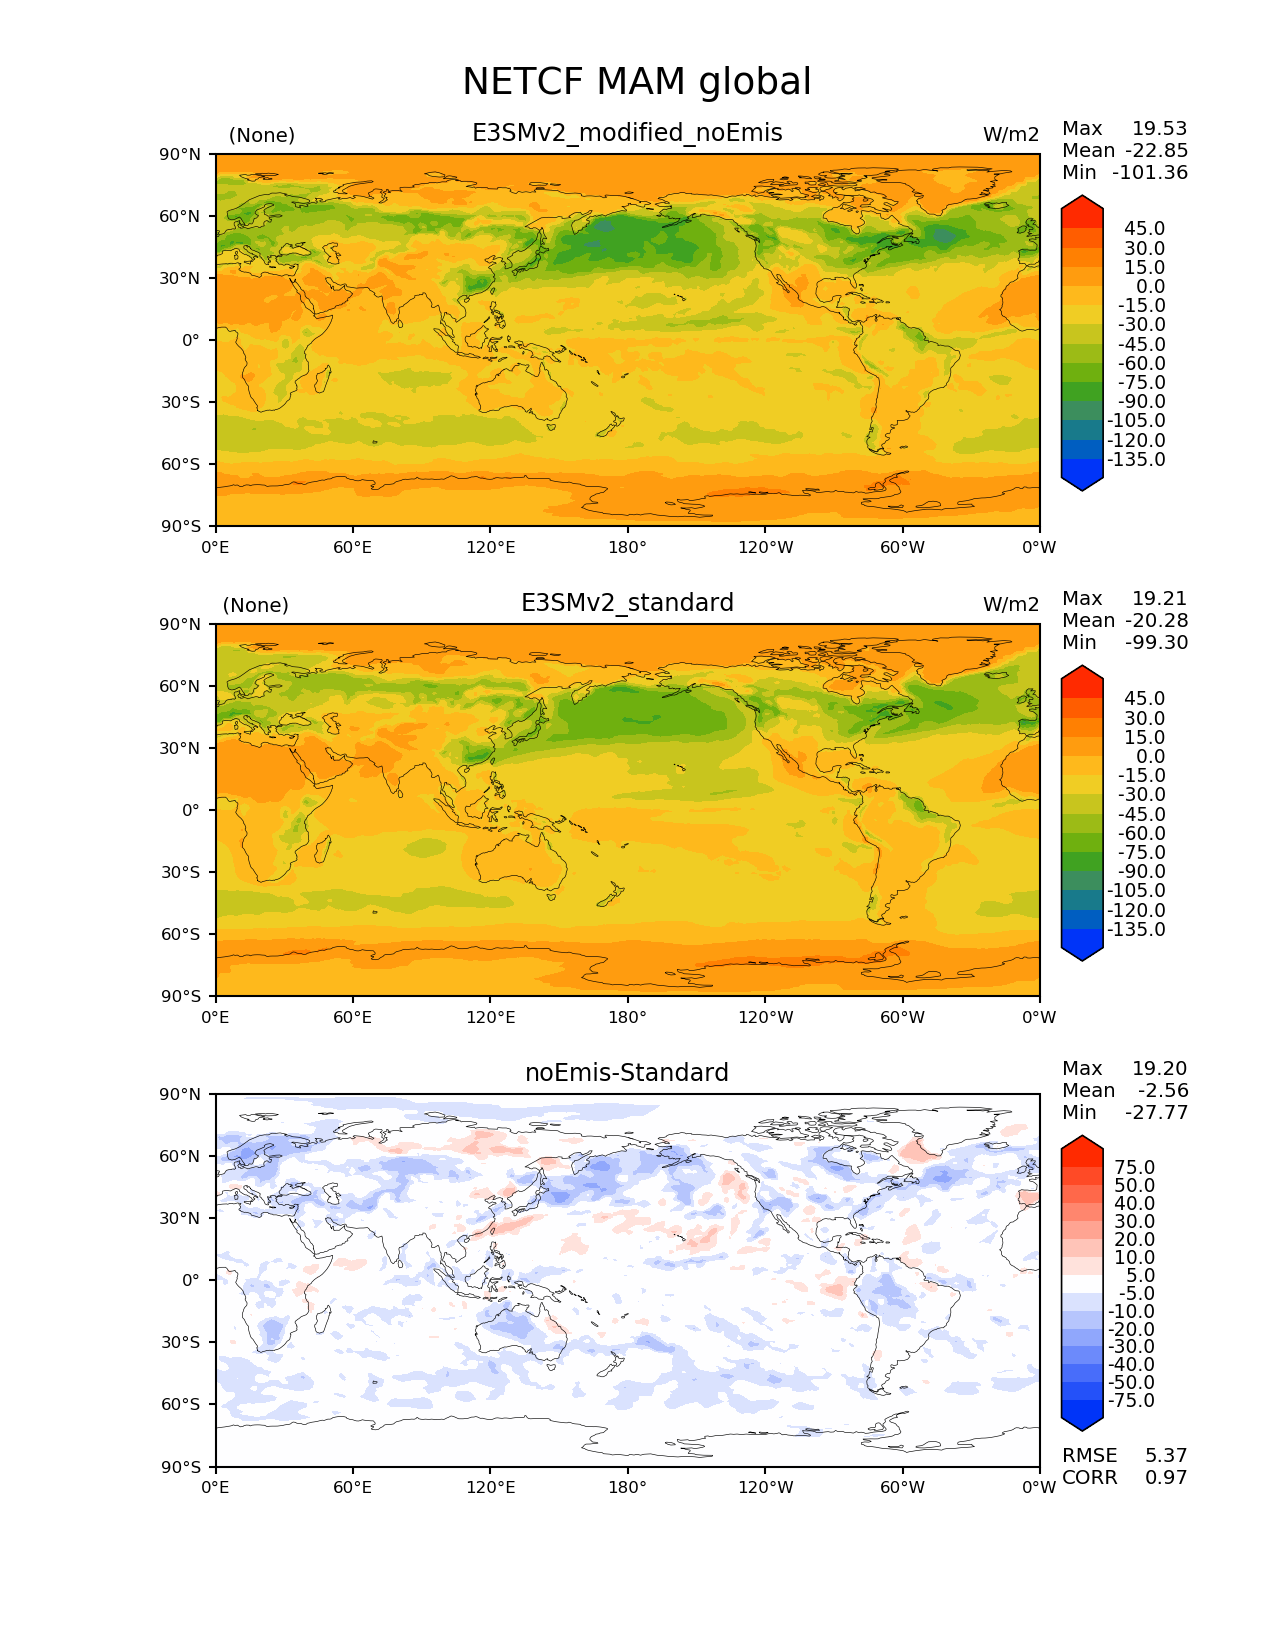 NETCF MAM global
(None) E3SMv2_modified_noEmis W/m2
Max 19.53
Mean -22.85
Min -101.36
90°N
60°N
30°N
0°
30°S
60°S
90°S
0°E 60°E 120°E 180° 120°W 60°W 0°W
45.0
30.0
15.0
0.0
-15.0
-30.0
-45.0
-60.0
-75.0
-90.0
-105.0
-120.0
-135.0
(None) E3SMv2_standard W/m2
Max 19.21
Mean -20.28
Min -99.30
90°N
60°N
30°N
0°
30°S
60°S
90°S
0°E 60°E 120°E 180° 120°W 60°W 0°W
45.0
30.0
15.0
0.0
-15.0
-30.0
-45.0
-60.0
-75.0
-90.0
-105.0
-120.0
-135.0
noEmis-Standard
Max 19.20
Mean -2.56
Min -27.77
90°N
60°N
30°N
0°
30°S
60°S
90°S
0°E 60°E 120°E 180° 120°W 60°W 0°W
75.0
50.0
40.0
30.0
20.0
10.0
5.0
-5.0
-10.0
-20.0
-30.0
-40.0
-50.0
-75.0
RMSE 5.37
CORR 0.97